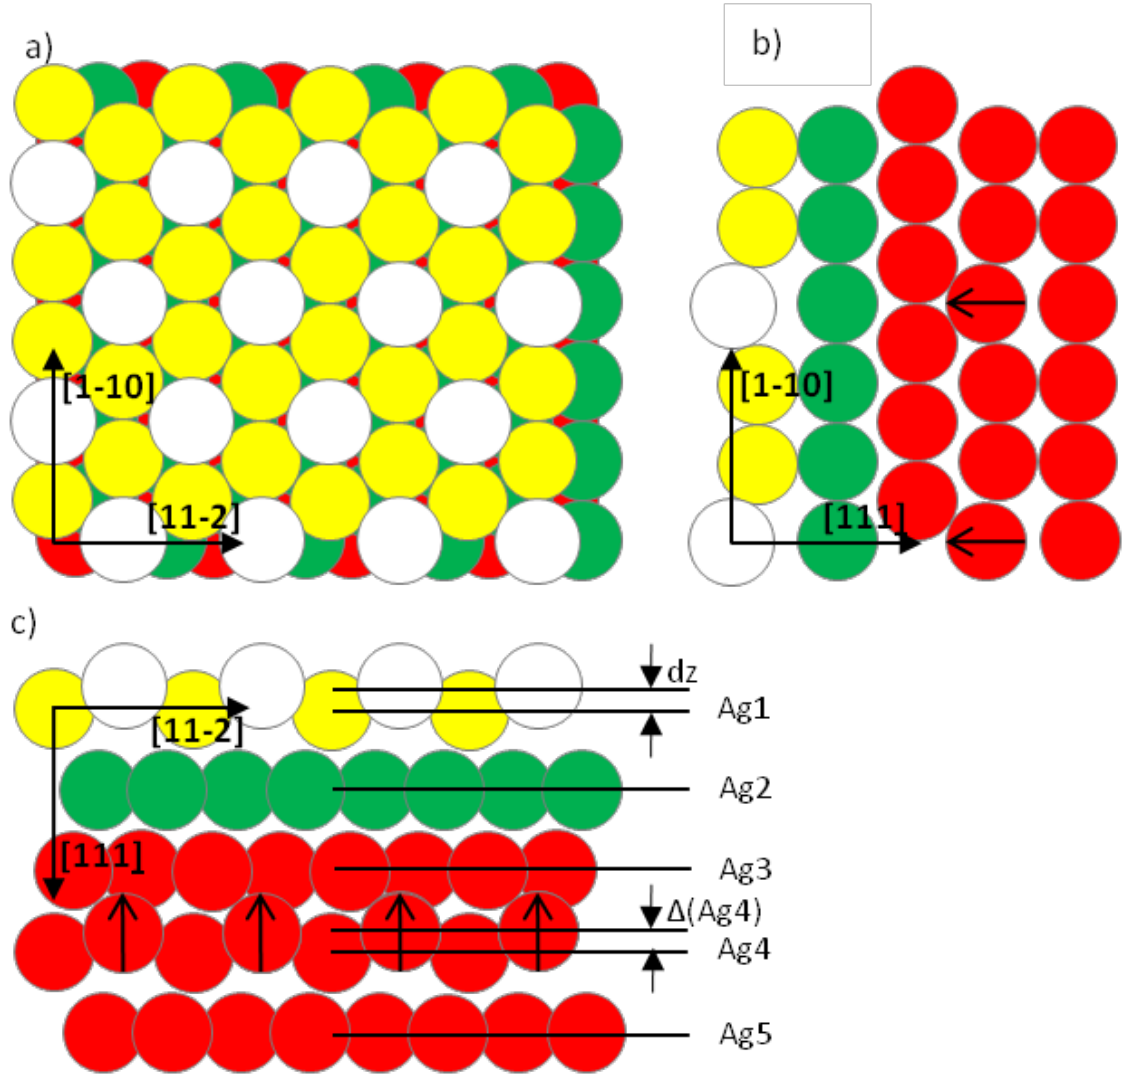 a)
[1-10]
[11-2]
b)
[1-10]
[111]
c)
dz
Ag1
[11-2]
Ag2
[111]
Ag3
Δ(Ag4)
Ag4
Ag5